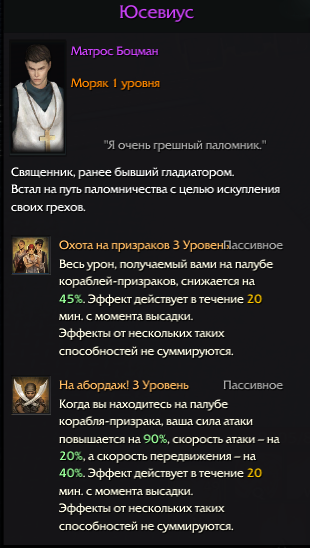 Юсевиус
Матрос Боцман
Моряк 1 уровня
"Я очень грешный паломник."
Священник, ранее бывший гладиатором.
Встал на путь паломничества с целью искупления
своих грехов.
Охота на призраков 3 Уровень Пассивное
Весь урон, получаемый вами на палубе
кораблей-призраков, снижается на
45%. Эффект действует в течение 20
мин. с момента высадки.
Эффекты от нескольких таких
способностей не суммируются.
На абордаж! 3 Уровень Пассивное
Когда вы находитесь на палубе
корабля-призрака, ваша сила атаки
повышается на 90%, скорость атаки – на
20%, а скорость передвижения – на
40%. Эффект действует в течение 20
мин. с момента высадки.
Эффекты от нескольких таких
способностей не суммируются.